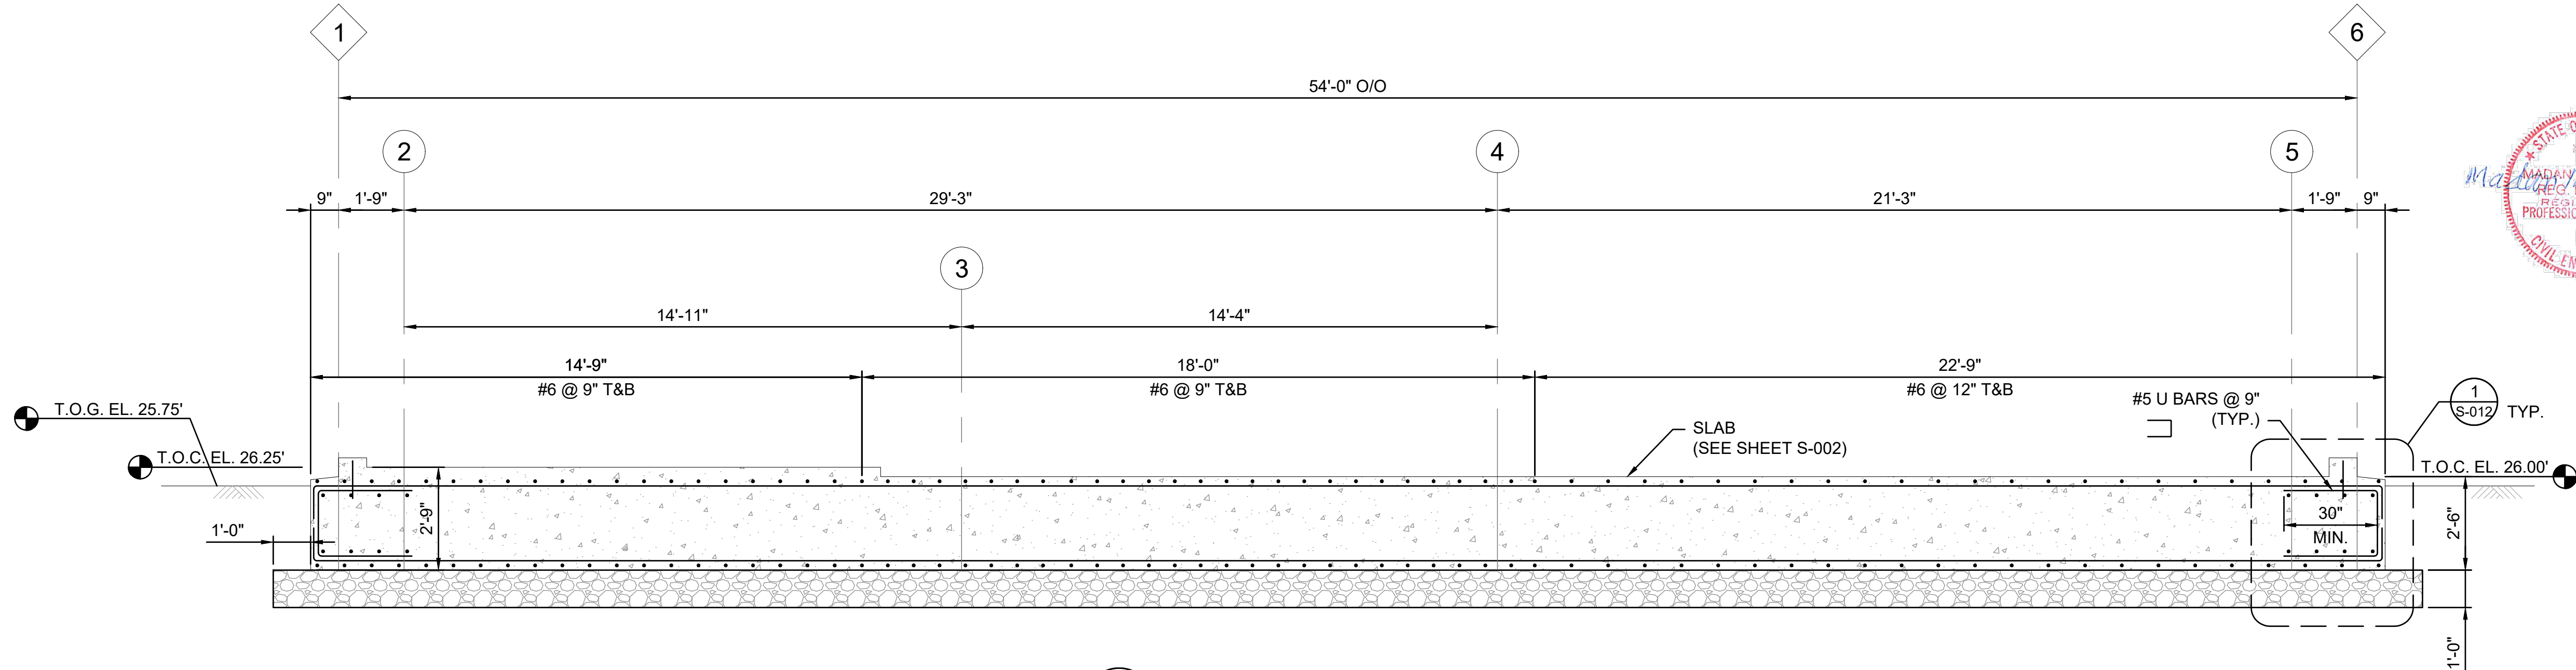 1
6
54'-0" O/O
2
4
5
9"
1'-9"
29'-3"
21'-3"
1'-9"
9"
3
14'-11"
14'-4"
14'-9"
18'-0"
22'-9"
#6 @ 9" T&B
#6 @ 9" T&B
#6 @ 12" T&B
#5 U BARS @ 9"
(TYP.)
1
S-012
TYP.
T.O.G. EL. 25.75'
T.O.C. EL. 26.25'
SLAB
(SEE SHEET S-002)
T.O.C. EL. 26.00'
1'-0"
2'-9"
30"
MIN.
2'-6"
1'-0"
STATE
MADAN
REG.